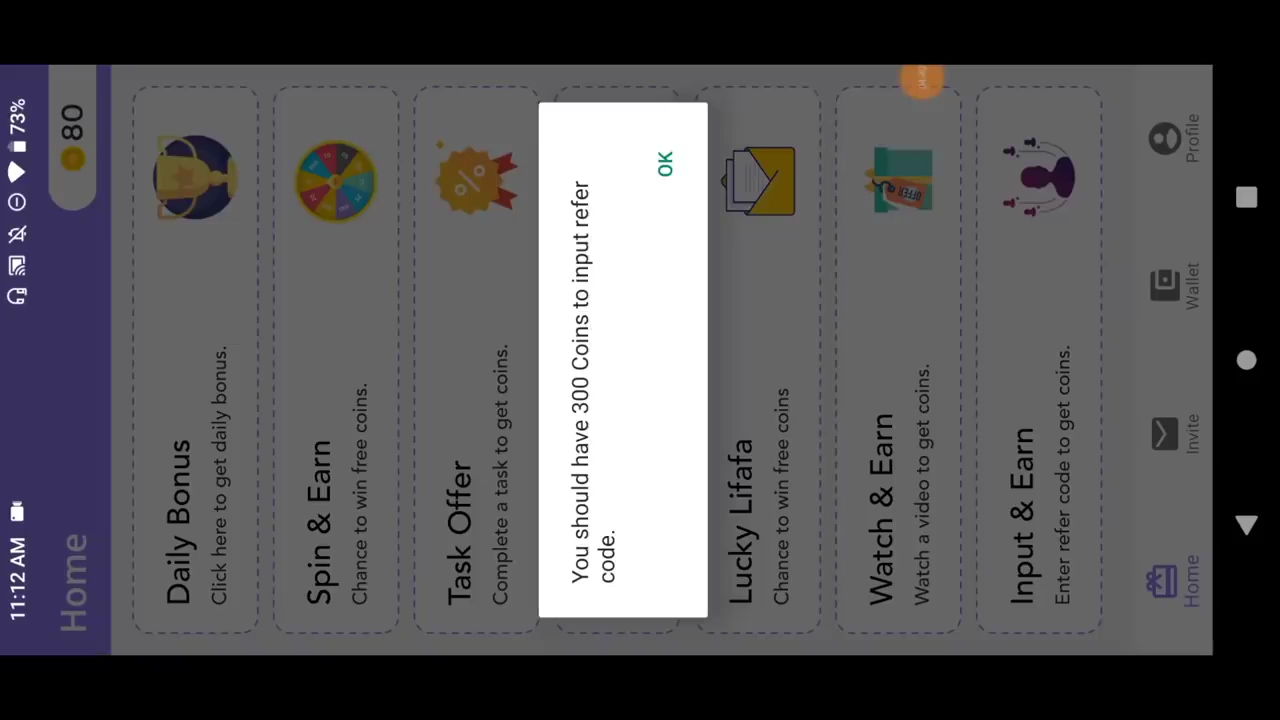 11:12 AM
73%
Home
80
Daily Bonus
Click here to get daily bonus.
Spin & Earn
Chance to win free coins.
Task Offer
Complete a task to get coins.
You should have 300 Coins to input refer
code.
OK
Lucky Lifafa
Chance to win free coins
Watch & Earn
Watch a video to get coins.
OFFER
Input & Earn
Enter refer code to get coins.
Home
Invite
Wallet
Profile